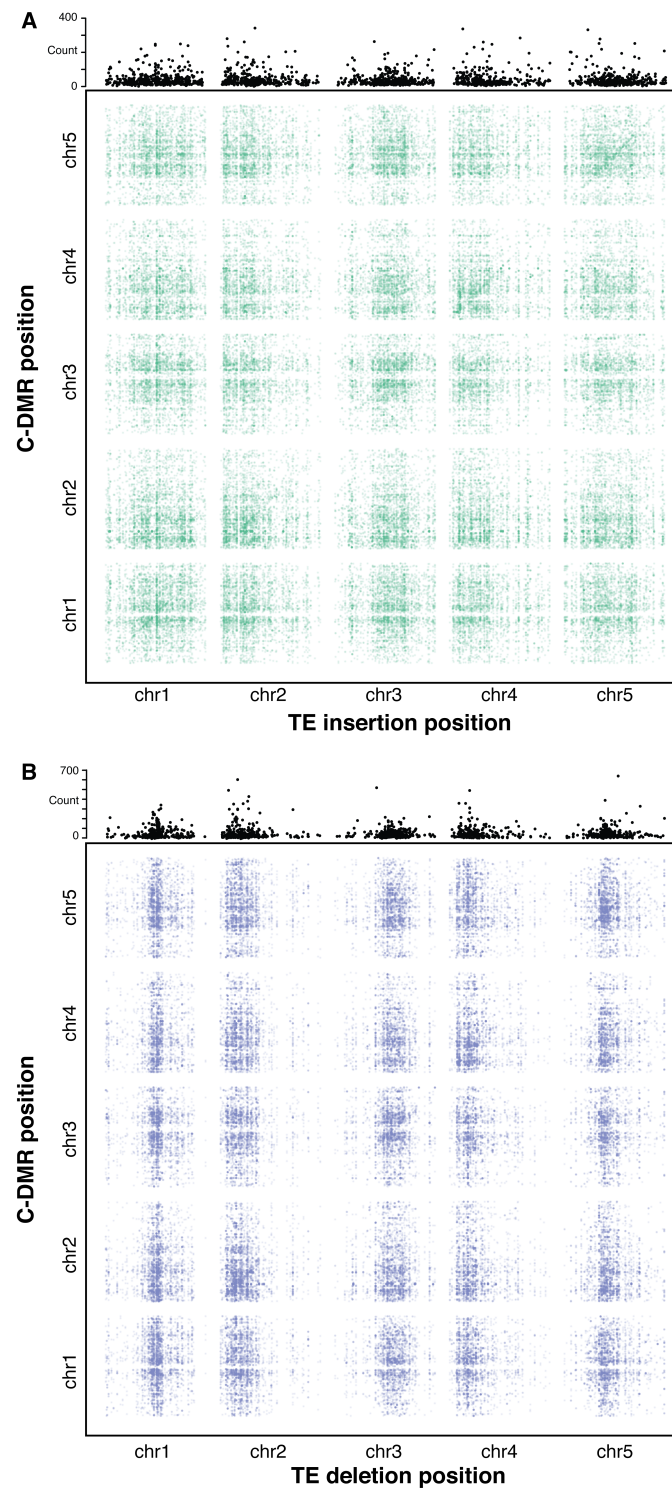 A
400
Count
0
chr5
chr4
chr3
chr2
chr1
C-DMR position
chr1 chr2 chr3 chr4 chr5
TE insertion position
B
700
Count
0
chr5
chr4
chr3
chr2
chr1
C-DMR position
chr1 chr2 chr3 chr4 chr5
TE deletion position